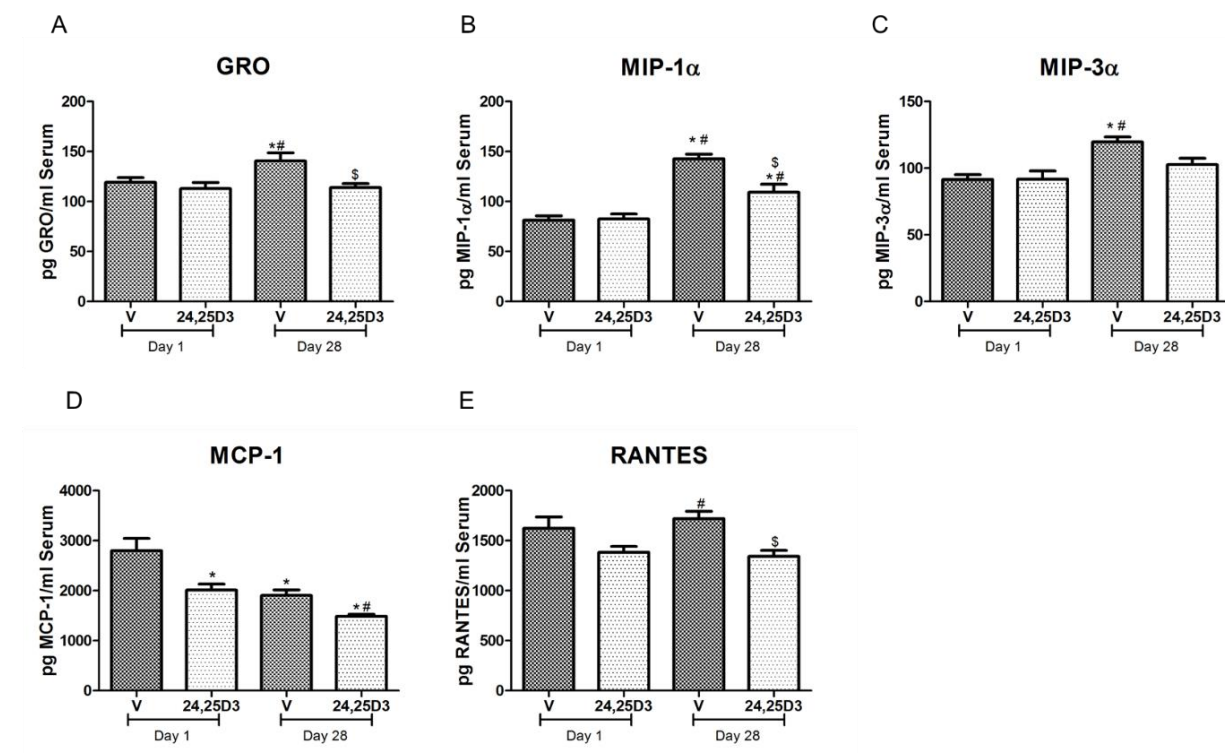 A
GRO
pg GRO/ml Serum
200
150
100
50
0
*#
$
V 24,25D3 V 24,25D3
Day 1 Day 28
B
MIP-1α
pg MIP-1α/ml Serum
200
150
100
50
0
* #
$
* #
V 24,25D3 V 24,25D3
Day 1 Day 28
C
MIP-3α
pg MIP-3α/ml Serum
150
100
50
0
* #
V 24,25D3 V 24,25D3
Day 1 Day 28
D
MCP-1
pg MCP-1/ml Serum
4000
3000
2000
1000
0
*
*
* #
V 24,25D3 V 24,25D3
Day 1 Day 28
E
RANTES
pg RANTES/ml Serum
2000
1500
1000
500
0
#
$
V 24,25D3 V 24,25D3
Day 1 Day 28